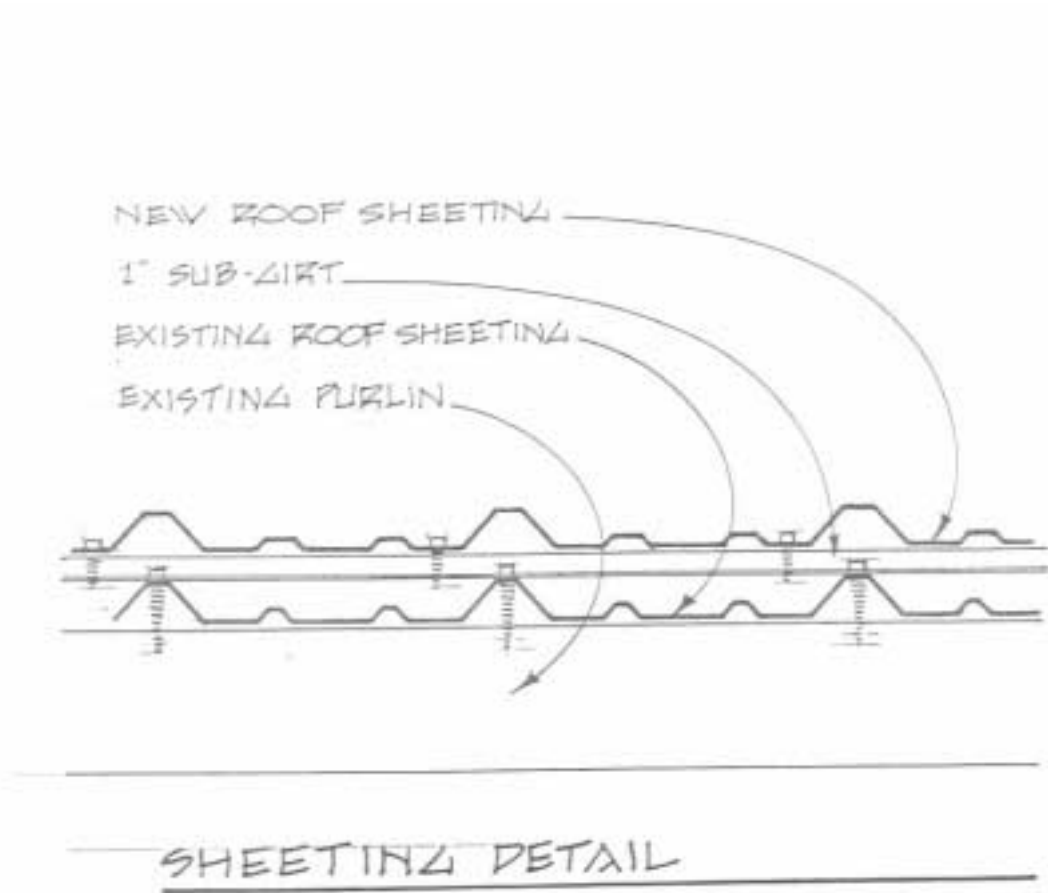 NEW ROOF SHEETING
1" SUB-GIRT
EXISTING ROOF SHEETING
EXISTING PURLIN
SHEETING DETAIL